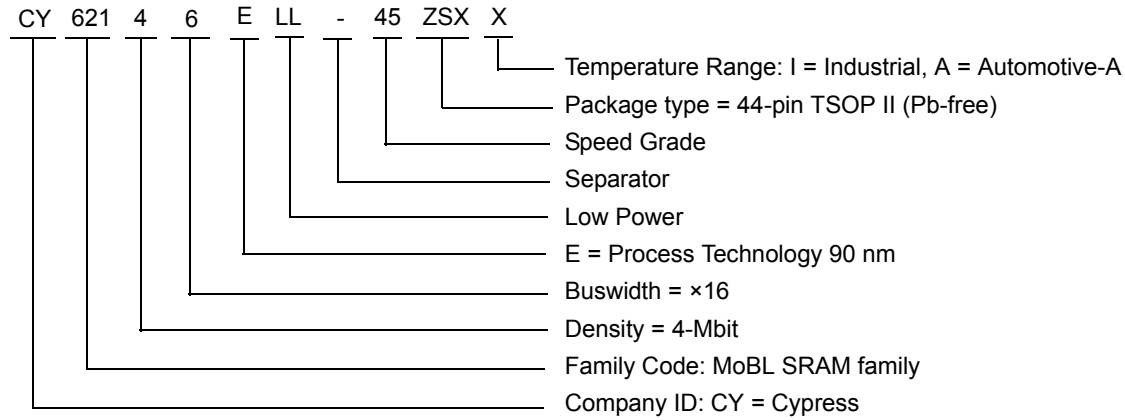 CY 621 4 6 E LL - 45 ZSX X
Temperature Range: I = Industrial, A = Automotive-A
Package type = 44-pin TSOP II (Pb-free)
Speed Grade
Separator
Low Power
E = Process Technology 90 nm
Buswidth = ×16
Density = 4-Mbit
Family Code: MoBL SRAM family
Company ID: CY = Cypress